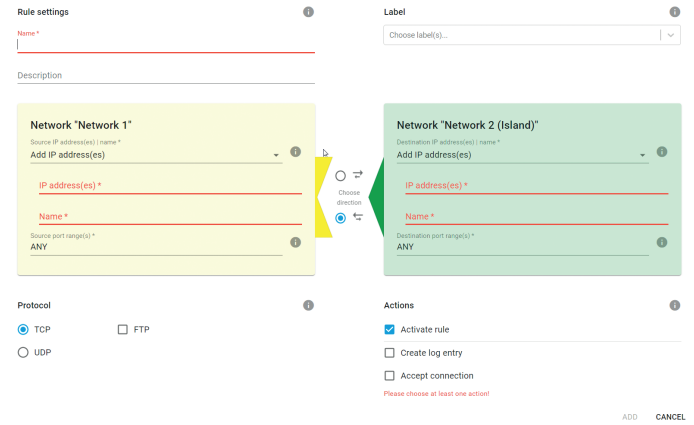 Rule settings
Name *
Description
Label
Choose label(s)...
Network "Network 1"
Source IP address(es) | name *
Add IP address(es)
IP address(es) *
Name *
Source port range(s) *
ANY
Choose
direction
Network "Network 2 (Island)"
Destination IP address(es) | name *
Add IP address(es)
IP address(es) *
Name *
Destination port range(s) *
ANY
Protocol
TCP
FTP
UDP
Actions
Activate rule
Create log entry
Accept connection
Please choose at least one action!
ADD
CANCEL